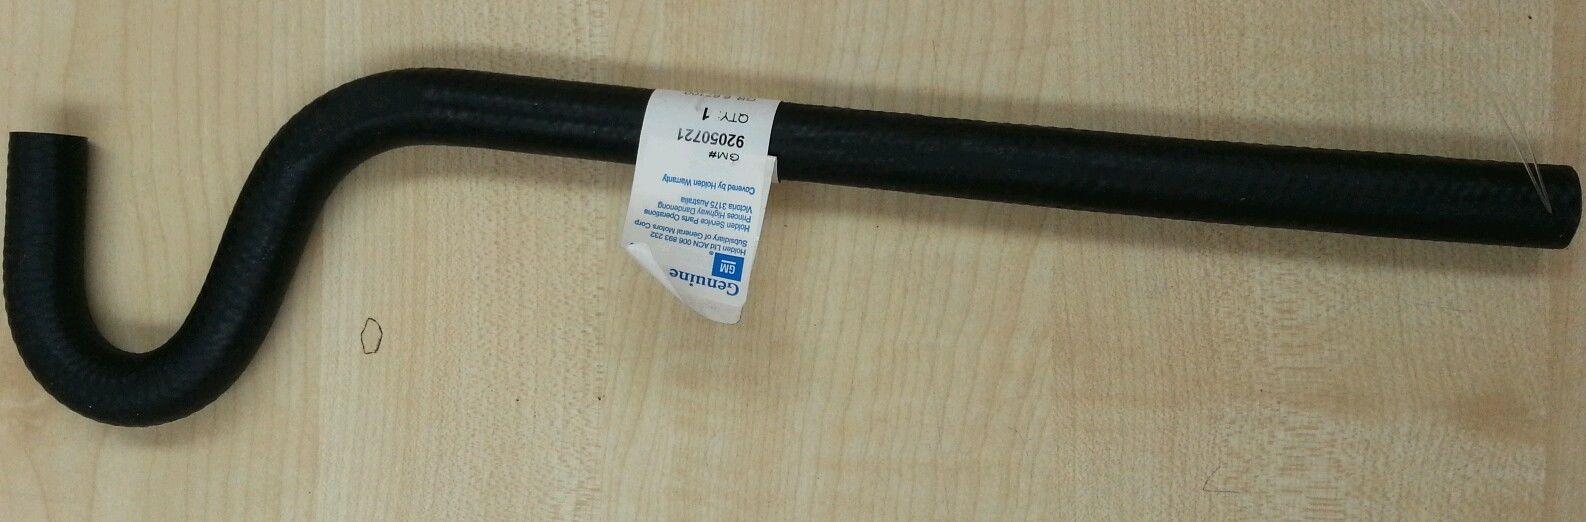 Genuine
GM
®
Holden Ltd ACN 006 893 232
Subsidiary of General Motors Corp
Holden Service Parts Operations
Princes Highway Dandenong
Victoria 3175 Australia
Covered by Holden Warranty
GM#
92050721
QTY: 1